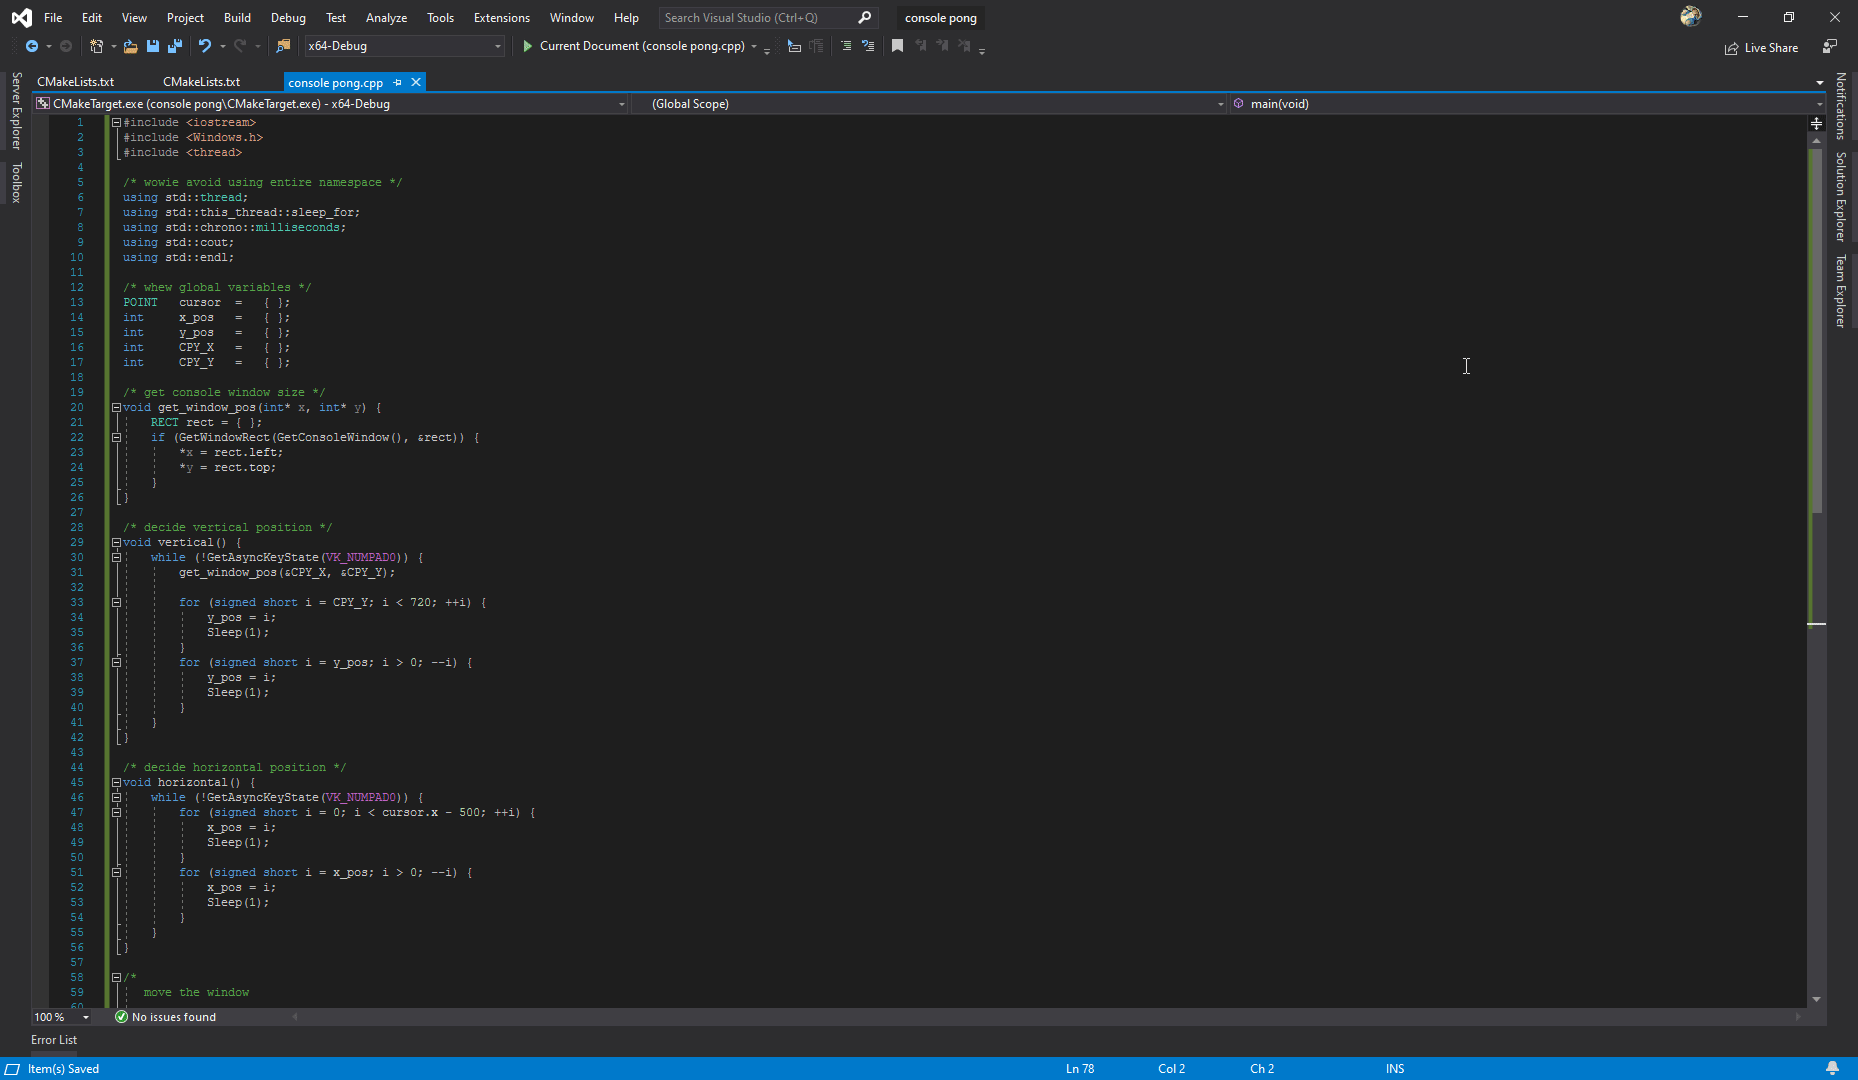 File Edit View Project Build Debug Test Analyze Tools Extensions Window Help Search Visual Studio (Ctrl+Q) console pong
x64-Debug Current Document (console pong.cpp) Live Share
CMakeLists.txt CMakeLists.txt console pong.cpp
CMakeTarget.exe (console pong\CMakeTarget.exe) - x64-Debug (Global Scope) main(void)
Server Explorer
Toolbox
Notifications
Solution Explorer
Team Explorer
1 #include <iostream>
2 #include <Windows.h>
3 #include <thread>
4
5 /* wowie avoid using entire namespace */
6 using std::thread;
7 using std::this_thread::sleep_for;
8 using std::chrono::milliseconds;
9 using std::cout;
10 using std::endl;
11
12 /* whew global variables */
13 POINT cursor = { };
14 int x_pos = { };
15 int y_pos = { };
16 int CPY_X = { };
17 int CPY_Y = { };
18
19 /* get console window size */
20 void get_window_pos(int* x, int* y) {
21 RECT rect = { };
22 if (GetWindowRect(GetConsoleWindow(), &rect)) {
23 *x = rect.left;
24 *y = rect.top;
25 }
26 }
27
28 /* decide vertical position */
29 void vertical() {
30 while (!GetAsyncKeyState(VK_NUMPAD0)) {
31 get_window_pos(&CPY_X, &CPY_Y);
32
33 for (signed short i = CPY_Y; i < 720; ++i) {
34 y_pos = i;
35 Sleep(1);
36 }
37 for (signed short i = y_pos; i > 0; --i) {
38 y_pos = i;
39 Sleep(1);
40 }
41 }
42 }
43
44 /* decide horizontal position */
45 void horizontal() {
46 while (!GetAsyncKeyState(VK_NUMPAD0)) {
47 for (signed short i = 0; i < cursor.x - 500; ++i) {
48 x_pos = i;
49 Sleep(1);
50 }
51 for (signed short i = x_pos; i > 0; --i) {
52 x_pos = i;
53 Sleep(1);
54 }
55 }
56 }
57
58 /*
59 move the window
60
100 % No issues found
Error List
Item(s) Saved Ln 78 Col 2 Ch 2 INS